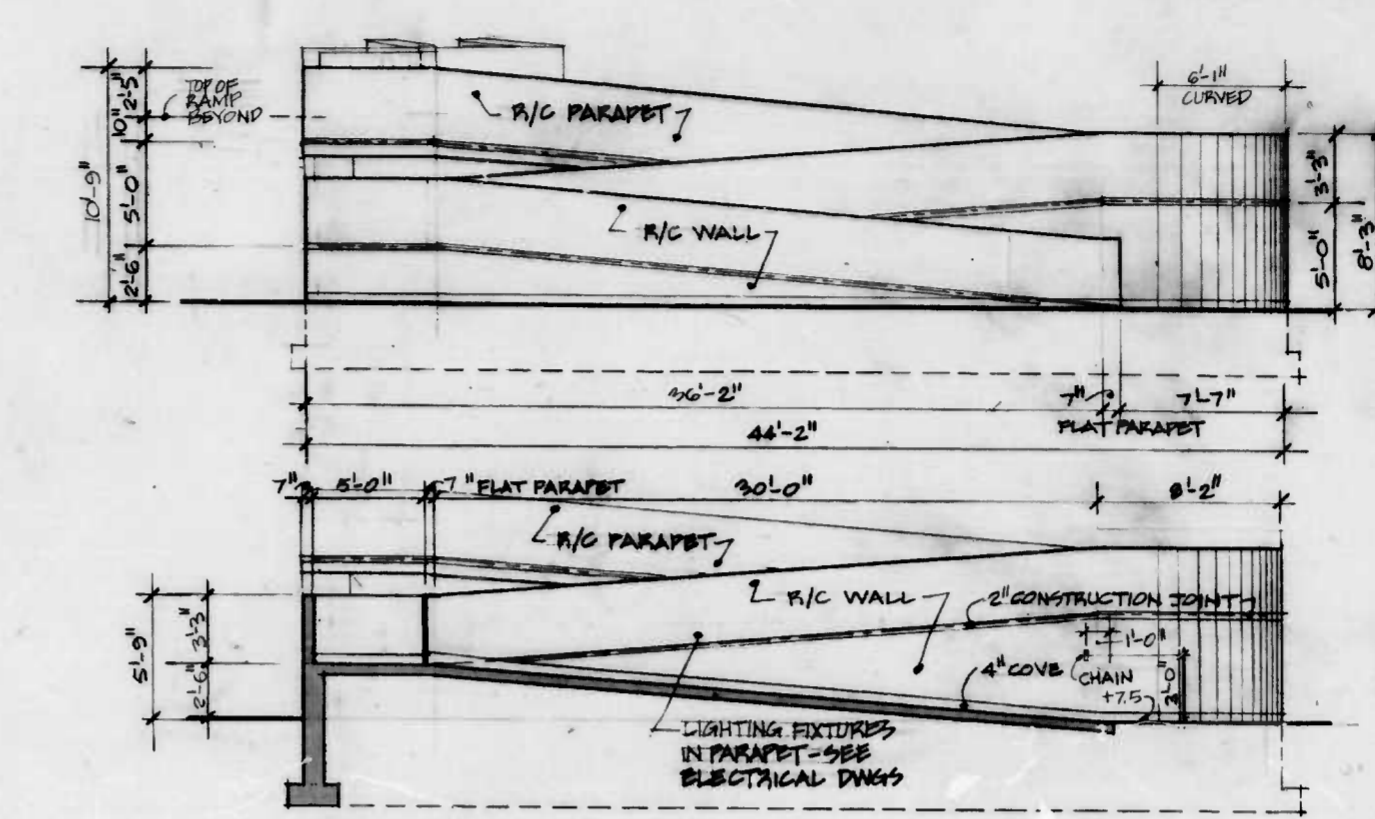 6'-1"
CURVED
TOP OF
RAMP
BEYOND
2'-5"
10"
R/C PARAPET
10'-9"
5'-0"
2'-6"
R/C WALL
3'-3"
5'-0"
8'-3"
36'-2"
7"
7'-7"
FLAT PARAPET
44'-2"
7"
5'-0"
7" FLAT PARAPET
30'-0"
8'-2"
R/C PARAPET
R/C WALL
2" CONSTRUCTION JOINT
5'-9"
3'-3"
2'-6"
1'-0"
4" COVE
CHAIN
+7.5
3'-0"
LIGHTING FIXTURES
IN PARAPET - SEE
ELECTRICAL DWGS